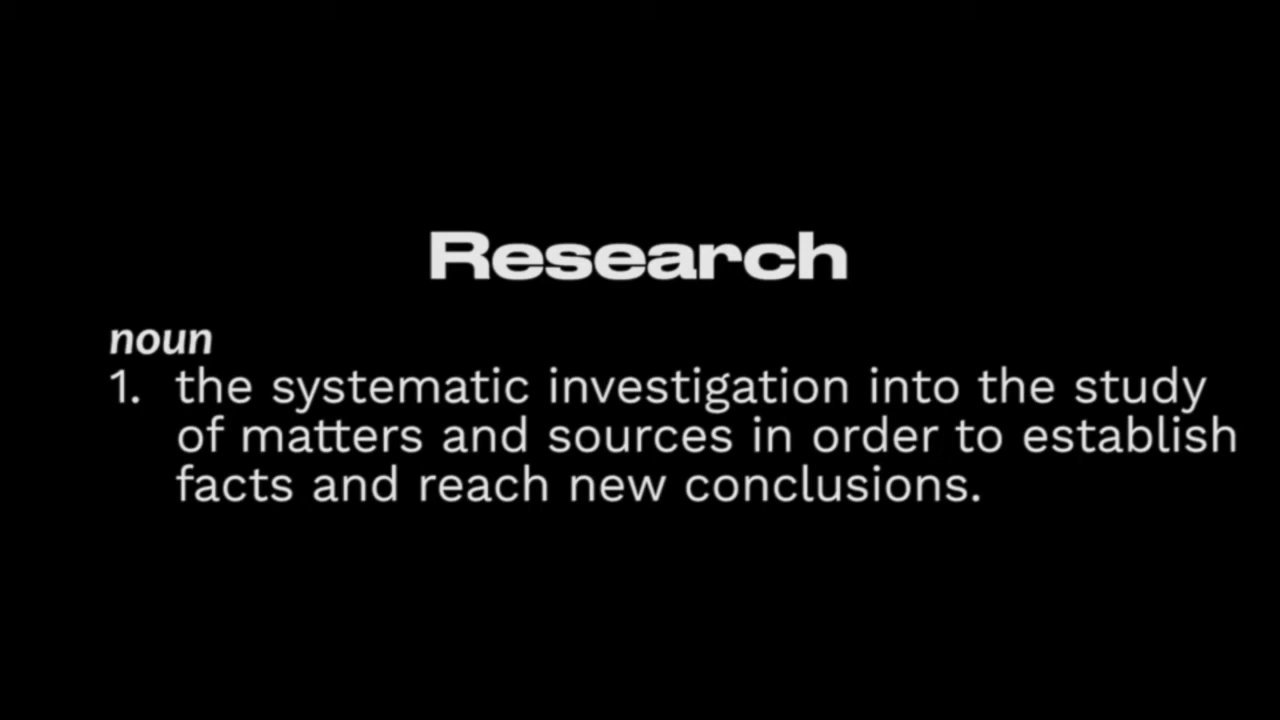 Research
noun
1. the systematic investigation into the study
of matters and sources in order to establish
facts and reach new conclusions.